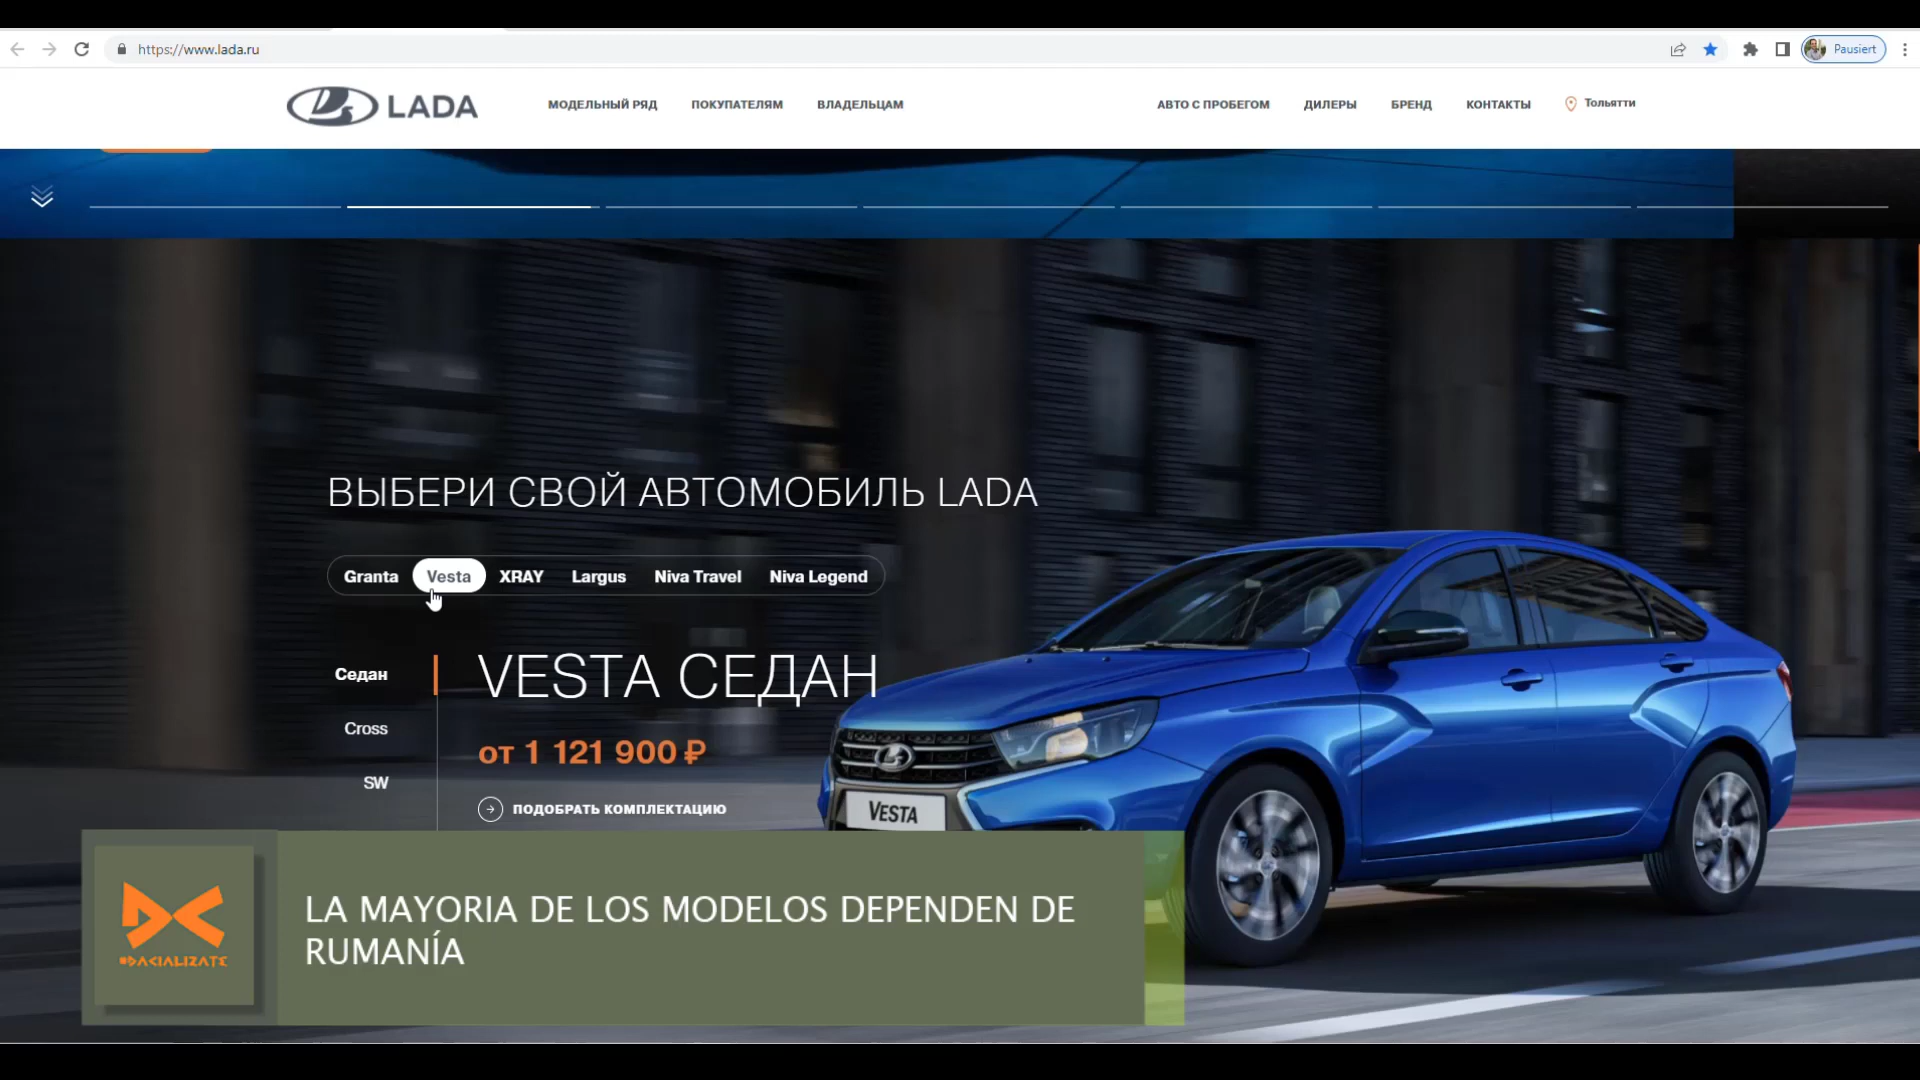 https://www.lada.ru
Pausiert
LADA
МОДЕЛЬНЫЙ РЯД
ПОКУПАТЕЛЯМ
ВЛАДЕЛЬЦАМ
АВТО С ПРОБЕГОМ
ДИЛЕРЫ
БРЕНД
КОНТАКТЫ
Тольятти
ВЫБЕРИ СВОЙ АВТОМОБИЛЬ LADA
Granta
Vesta
XRAY
Largus
Niva Travel
Niva Legend
Седан
Cross
SW
VESTA СЕДАН
от 1 121 900 ₽
ПОДОБРАТЬ КОМПЛЕКТАЦИЮ
VESTA
LA MAYORIA DE LOS MODELOS DEPENDEN DE
RUMANÍA
#DACIALIZATE